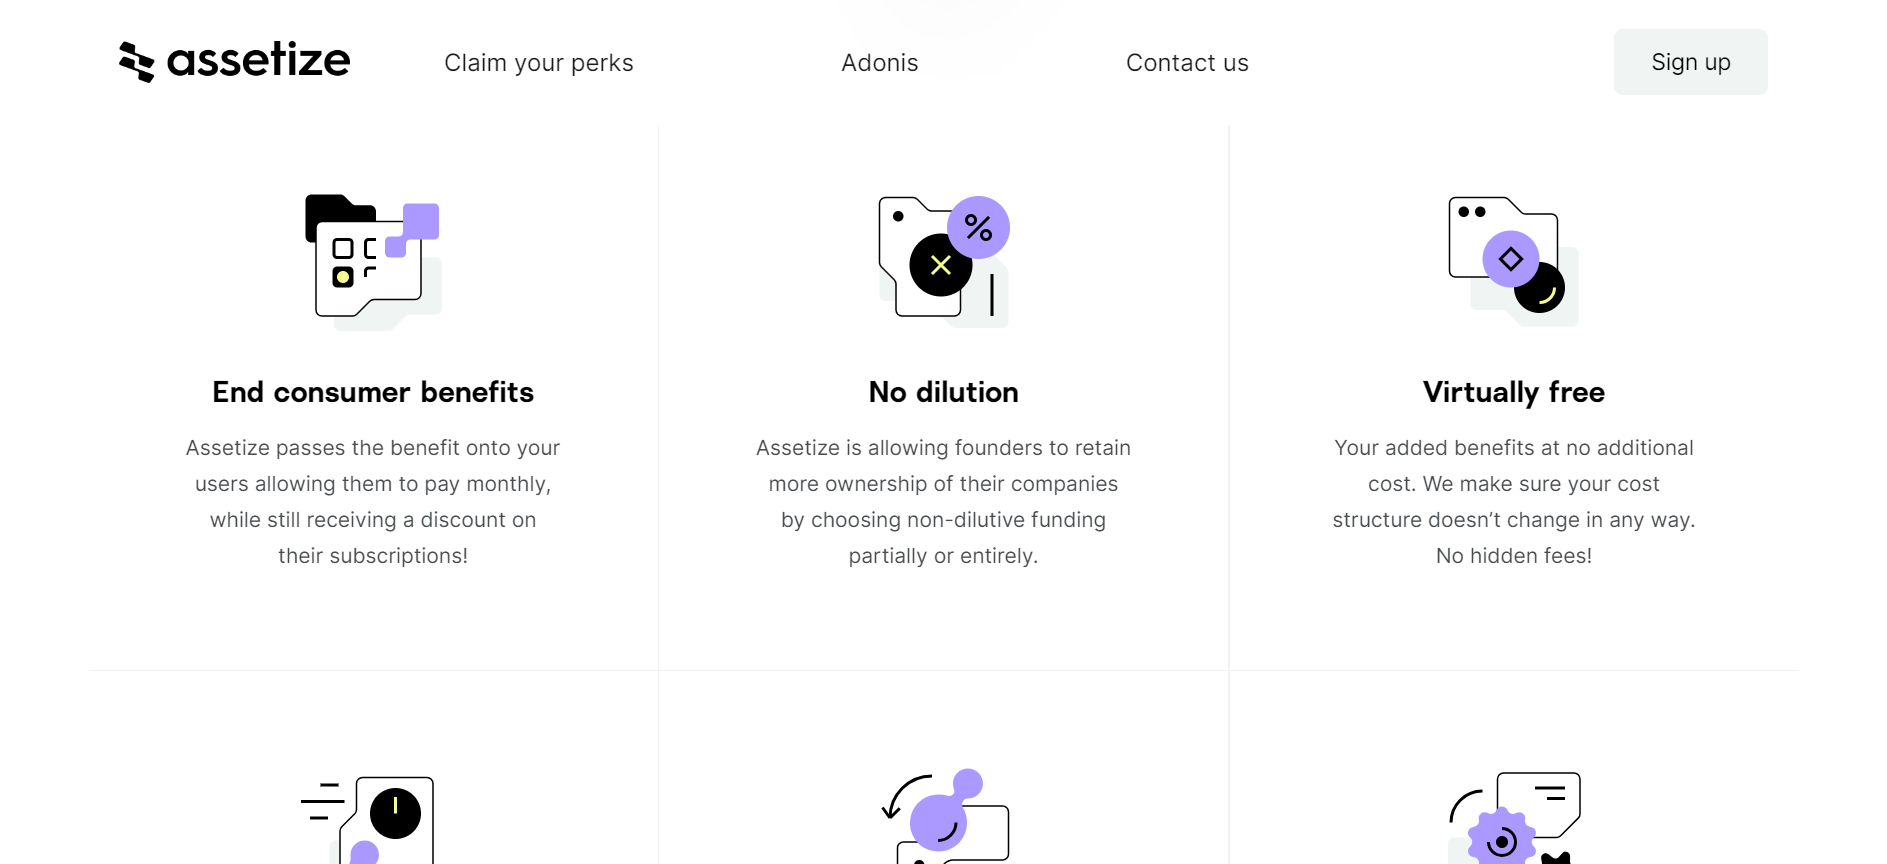 assetize
Claim your perks
Adonis
Contact us
Sign up
%
End consumer benefits
Assetize passes the benefit onto your
users allowing them to pay monthly,
while still receiving a discount on
their subscriptions!
No dilution
Assetize is allowing founders to retain
more ownership of their companies
by choosing non-dilutive funding
partially or entirely.
Virtually free
Your added benefits at no additional
cost. We make sure your cost
structure doesn’t change in any way.
No hidden fees!